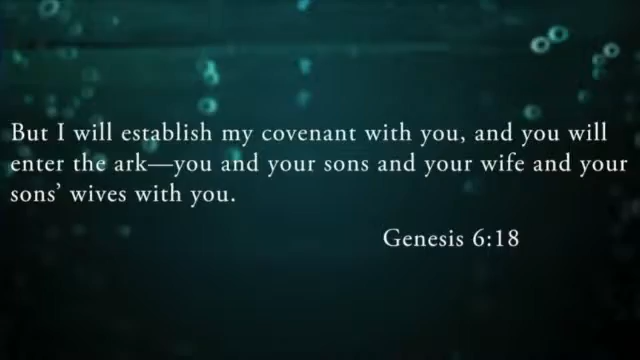 But I will establish my covenant with you, and you will
enter the ark—you and your sons and your wife and your
sons’ wives with you.
Genesis 6:18